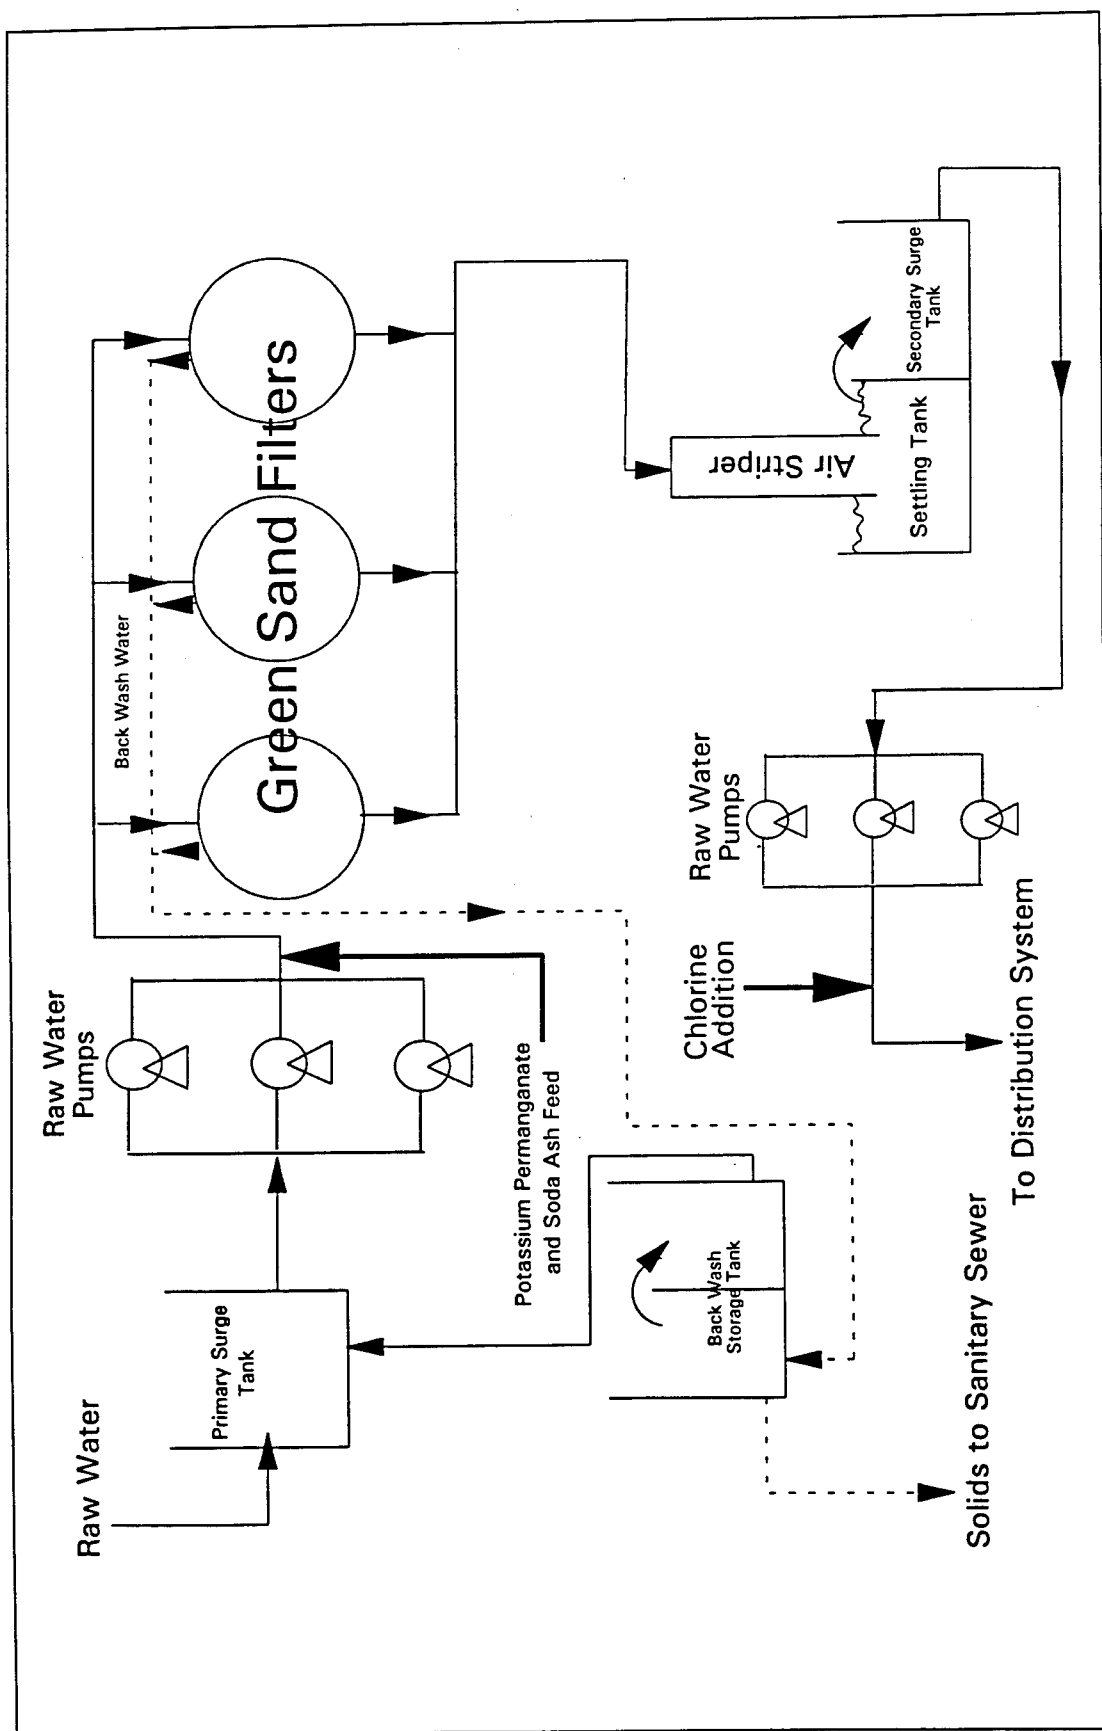 Raw Water
Primary Surge
Tank
Raw Water
Pumps
Potassium Permanganate
and Soda Ash Feed
Back Wash Water
Green Sand Filters
Air Striper
Settling Tank
Secondary Surge
Tank
Raw Water
Pumps
Chlorine
Addition
To Distribution System
Back Wash
Storage Tank
Solids to Sanitary Sewer